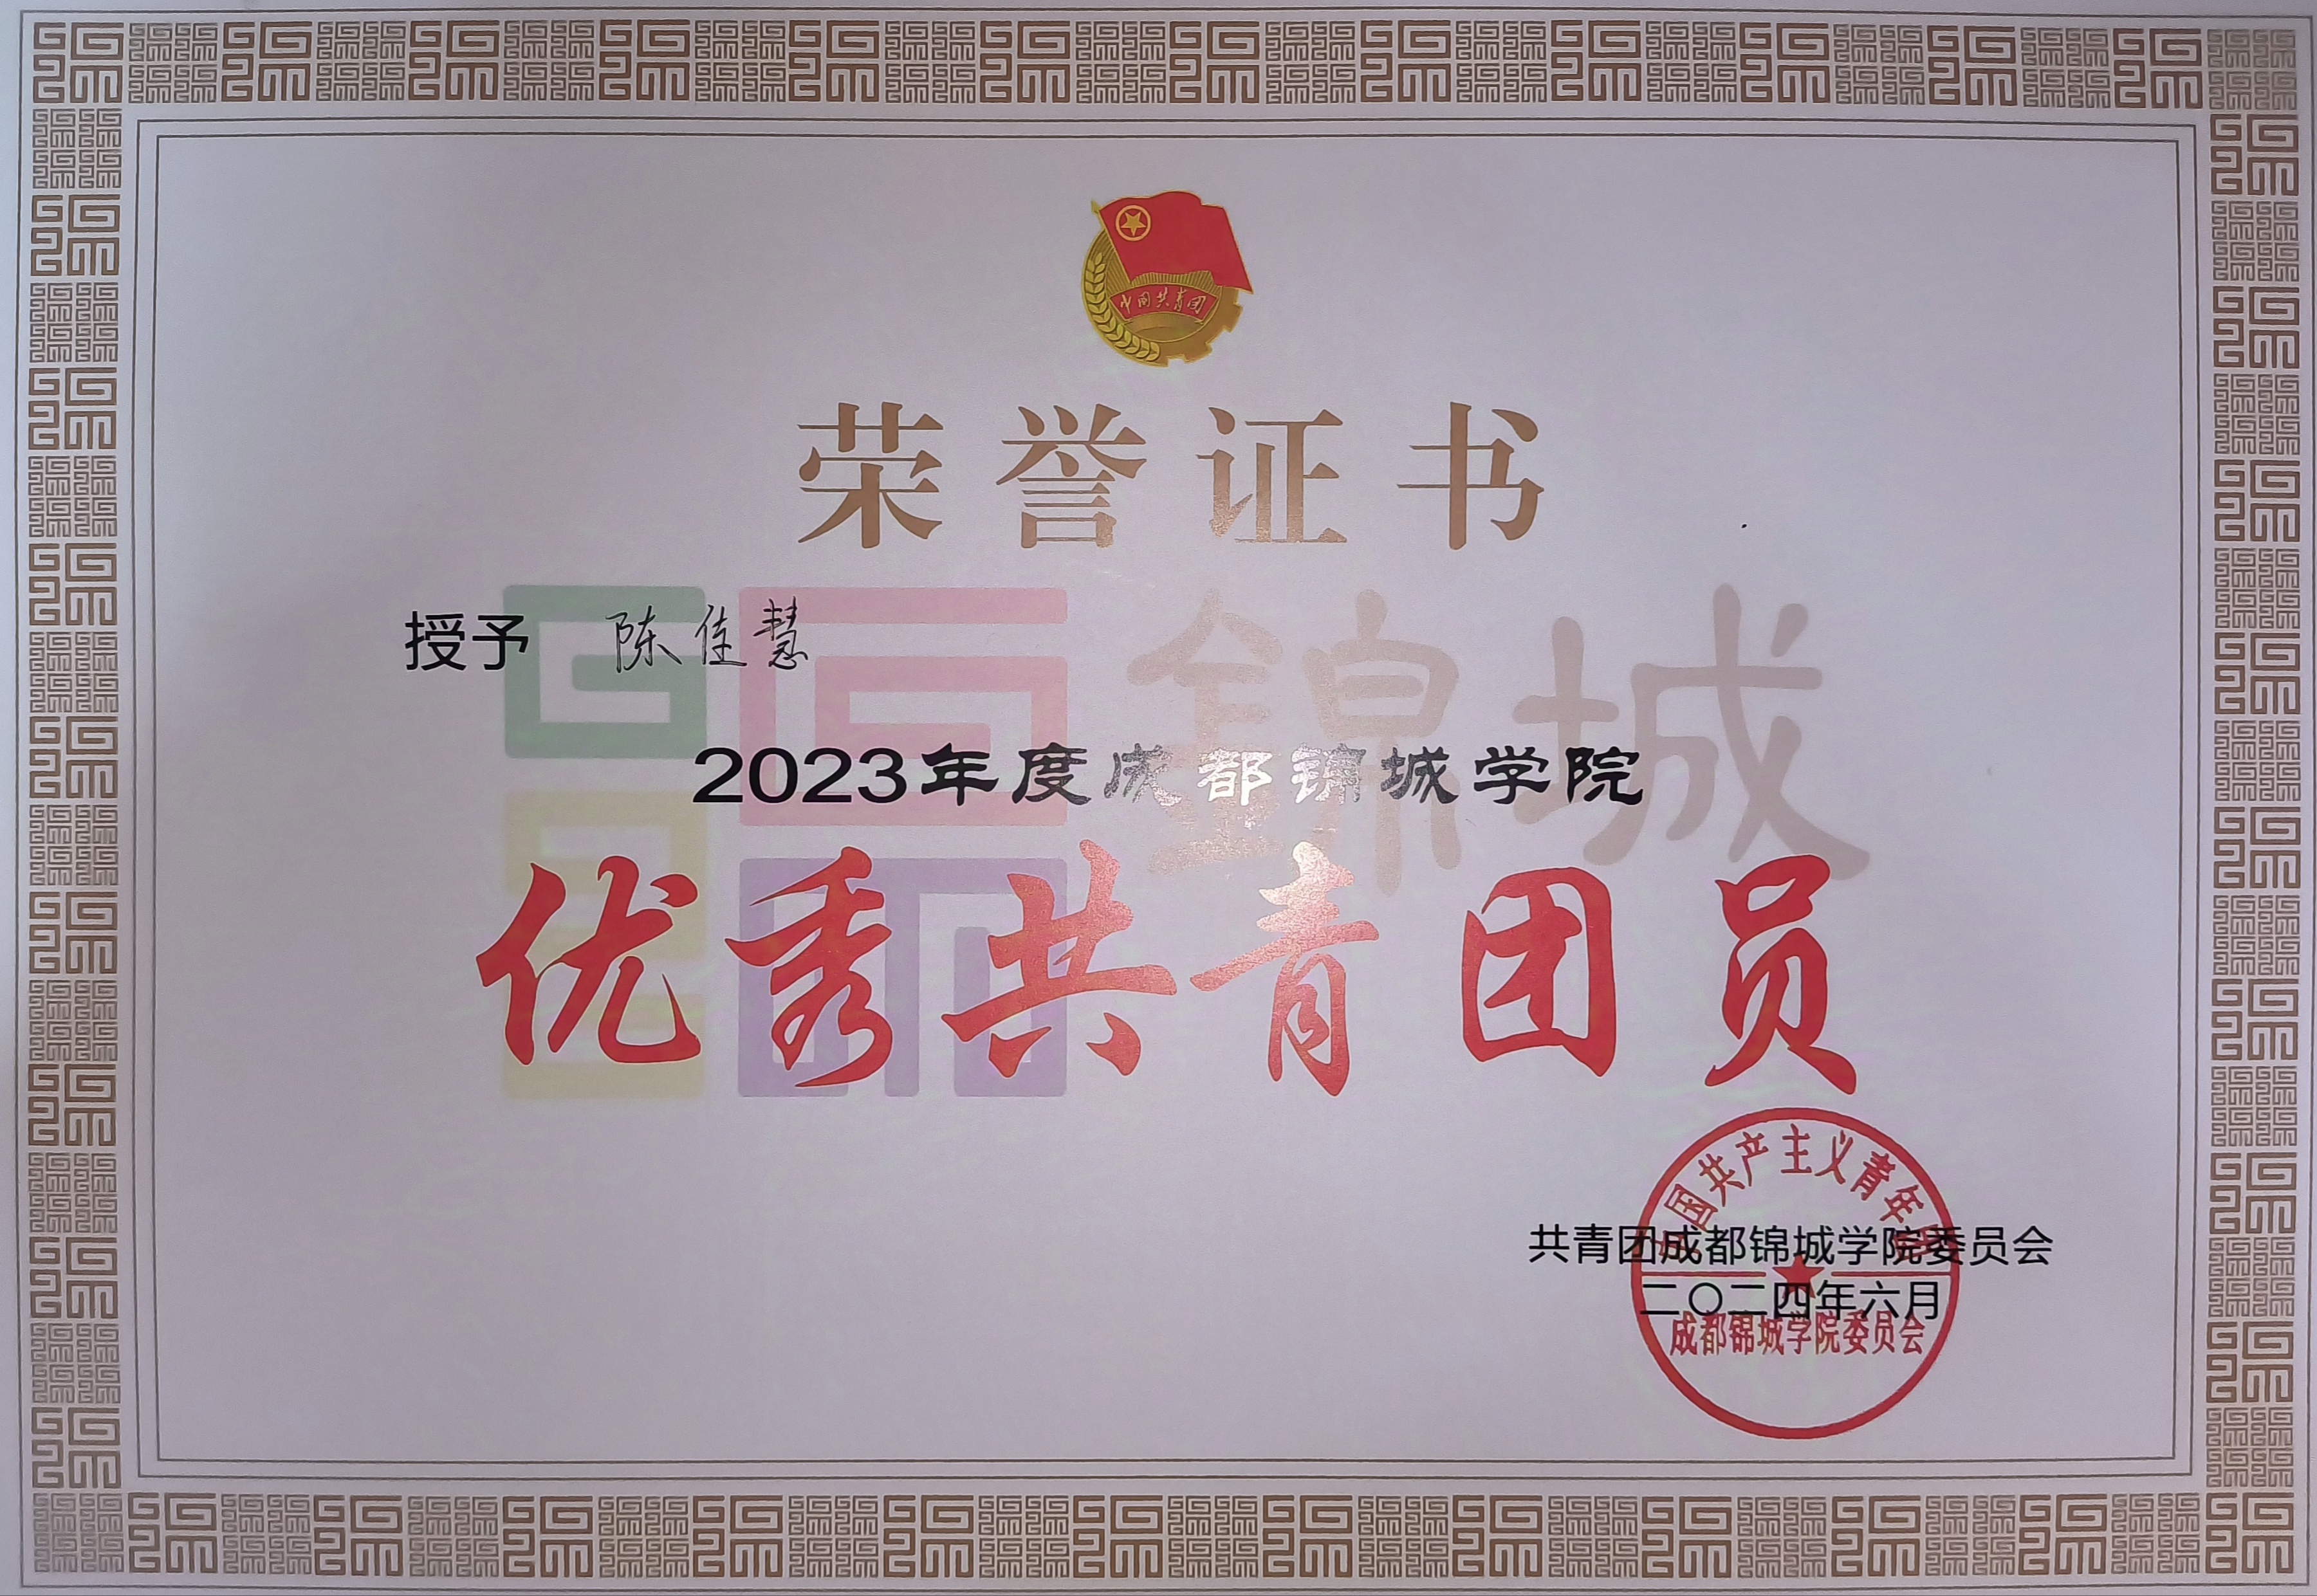 中国共青团
荣誉证书
授予 陈佳慧
锦城
2023年度成都锦城学院
优秀共青团员
中国共产主义青年团
共青团成都锦城学院委员会
二〇二四年六月
成都锦城学院委员会